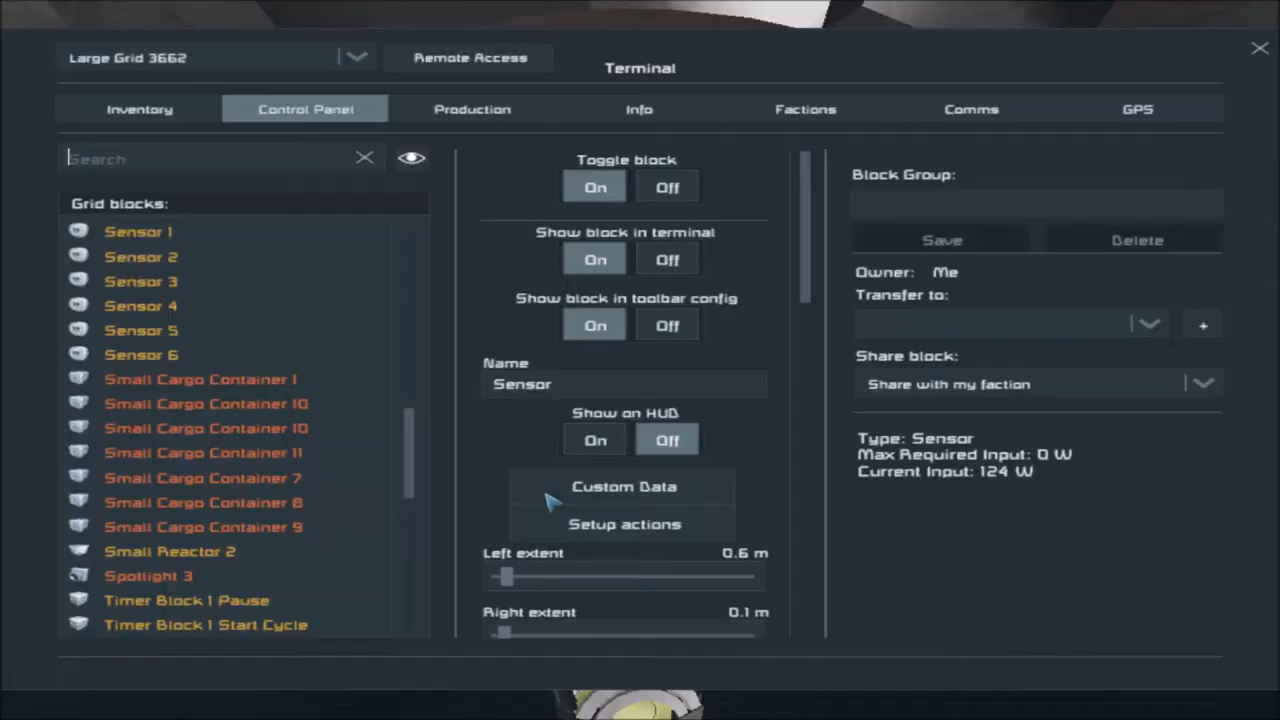 Large Grid 3662
Remote Access
Terminal
Inventory
Control Panel
Production
Info
Factions
Comms
GPS
Search
Grid blocks:
Sensor 1
Sensor 2
Sensor 3
Sensor 4
Sensor 5
Sensor 6
Small Cargo Container 1
Small Cargo Container 10
Small Cargo Container 10
Small Cargo Container 11
Small Cargo Container 7
Small Cargo Container 8
Small Cargo Container 9
Small Reactor 2
Spotlight 3
Timer Block 1 Pause
Timer Block 1 Start Cycle
Toggle block
On Off
Show block in terminal
On Off
Show block in toolbar config
On Off
Name
Sensor
Show on HUD
On Off
Custom Data
Setup actions
Left extent 0.6 m
Right extent 0.1 m
Block Group:
Save Delete
Owner: Me
Transfer to:
+
Share block:
Share with my faction
Type: Sensor
Max Required Input: 0 W
Current Input: 124 W